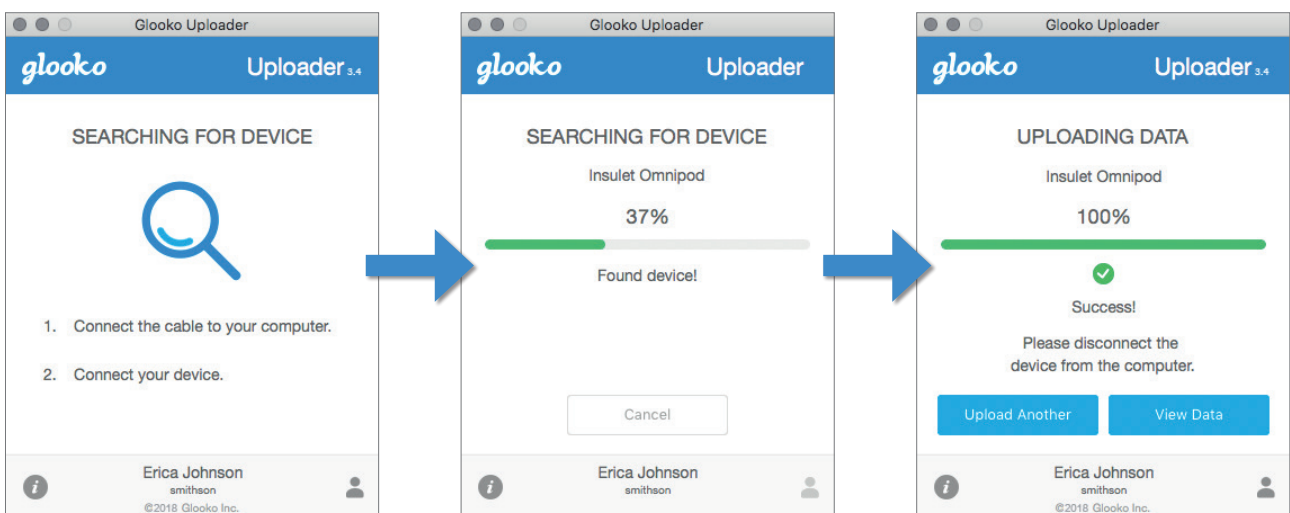 Glooko Uploader
glooko Uploader 3.4
SEARCHING FOR DEVICE
1. Connect the cable to your computer.
2. Connect your device.
Erica Johnson
smithson
©2018 Glooko Inc.
Glooko Uploader
glooko Uploader
SEARCHING FOR DEVICE
Insulet Omnipod
37%
Found device!
Cancel
Erica Johnson
smithson
Glooko Uploader
glooko Uploader 3.4
UPLOADING DATA
Insulet Omnipod
100%
Success!
Please disconnect the
device from the computer.
Upload Another View Data
Erica Johnson
smithson
©2018 Glooko Inc.